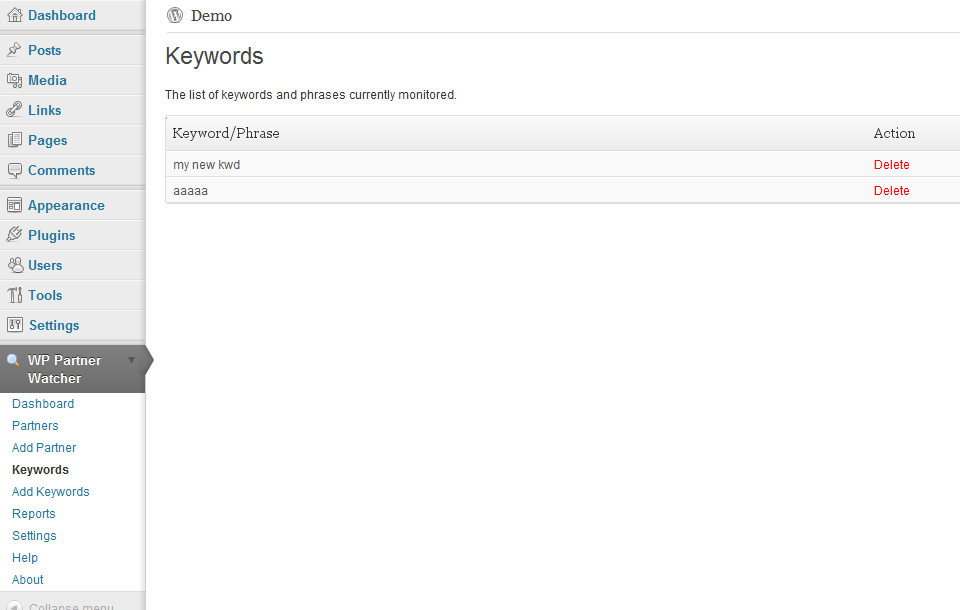 Dashboard
Posts
Media
Links
Pages
Comments
Appearance
Plugins
Users
Tools
Settings
WP Partner
Watcher
Dashboard
Partners
Add Partner
Keywords
Add Keywords
Reports
Settings
Help
About
Collapse menu
Demo
Keywords
The list of keywords and phrases currently monitored.
Keyword/Phrase Action
my new kwd Delete
aaaaa Delete